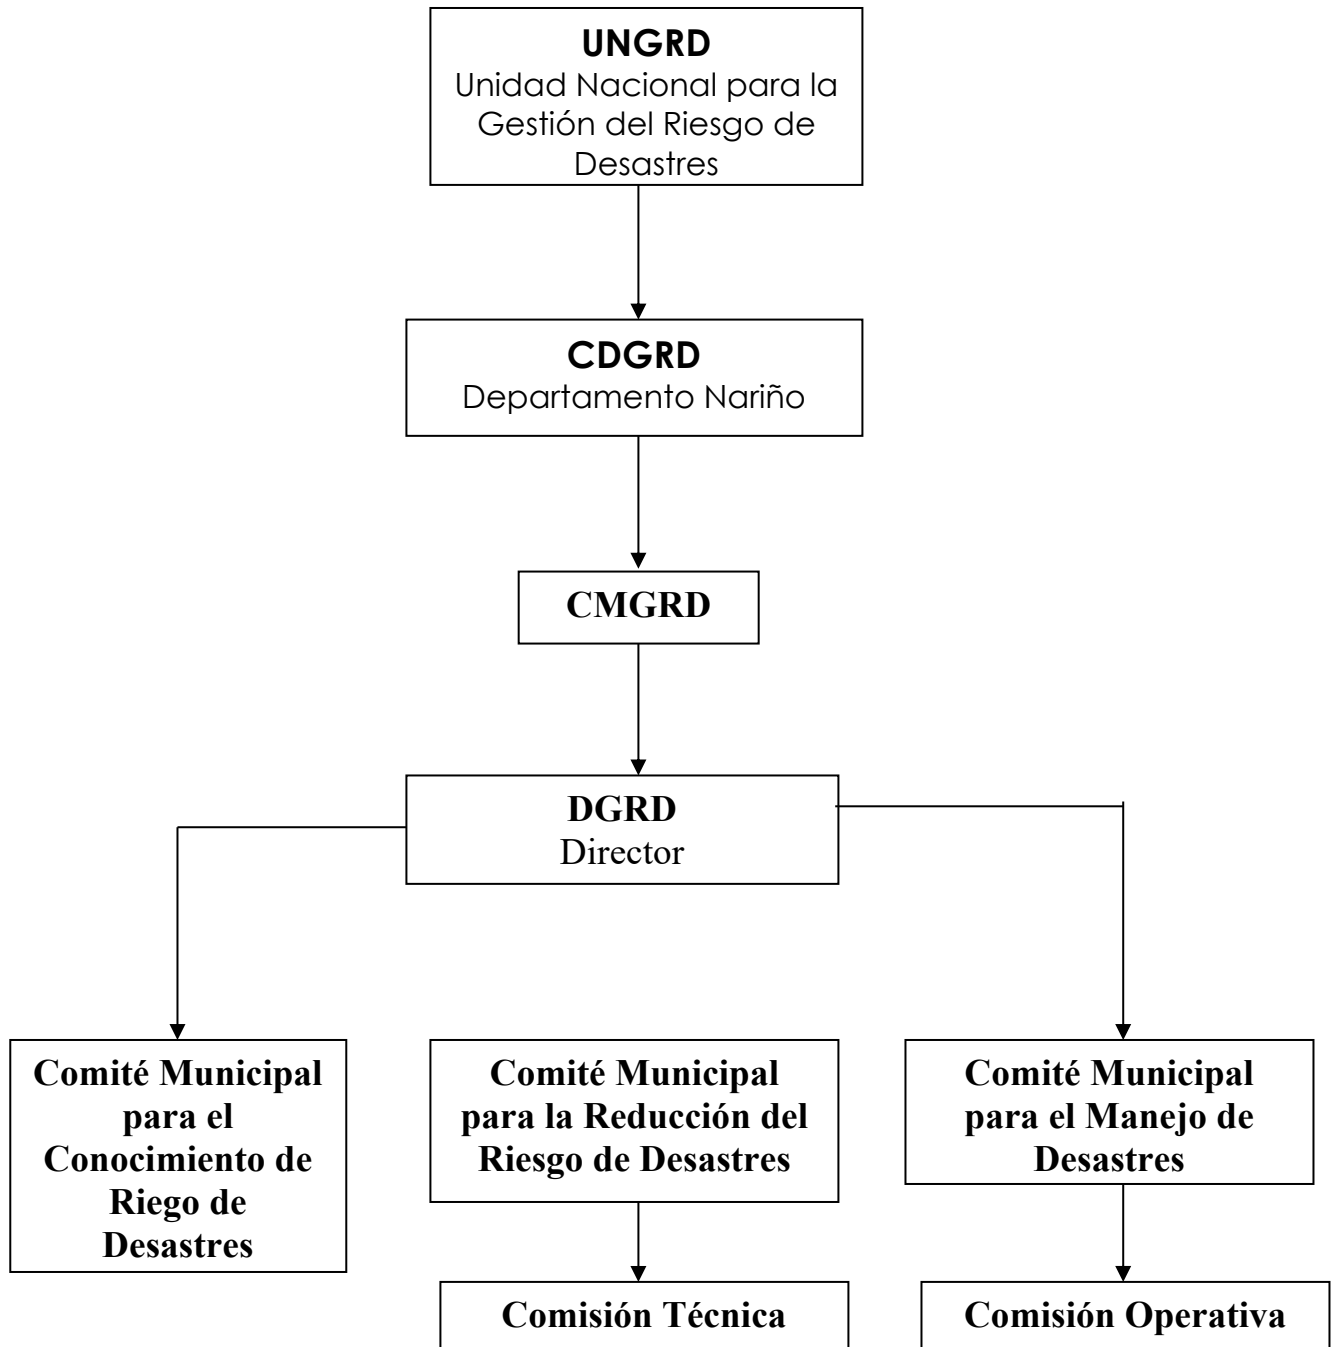 UNGRD
Unidad Nacional para la
Gestión del Riesgo de
Desastres
CDGRD
Departamento Nariño
CMGRD
DGRD
Director
Comité Municipal
para el
Conocimiento de
Riego de
Desastres
Comité Municipal
para la Reducción del
Riesgo de Desastres
Comité Municipal
para el Manejo de
Desastres
Comisión Técnica
Comisión Operativa